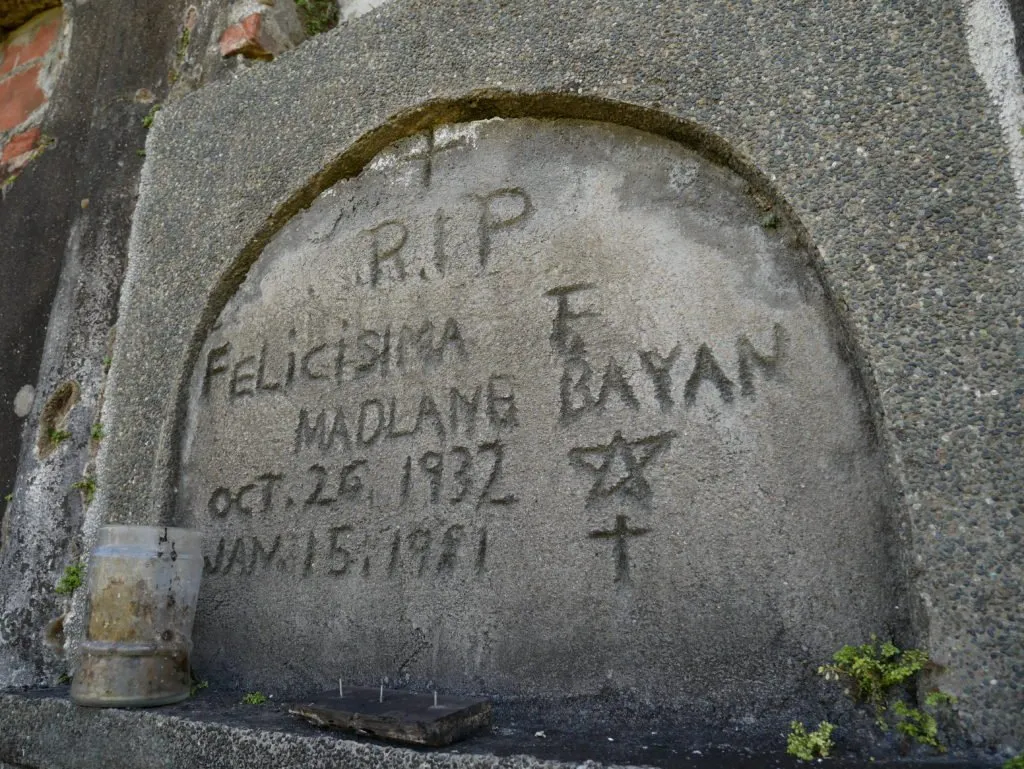 R.I.P
FELICISIMA F.
MADLANG BAYAN
OCT. 26, 1932
JAN. 15, 1981